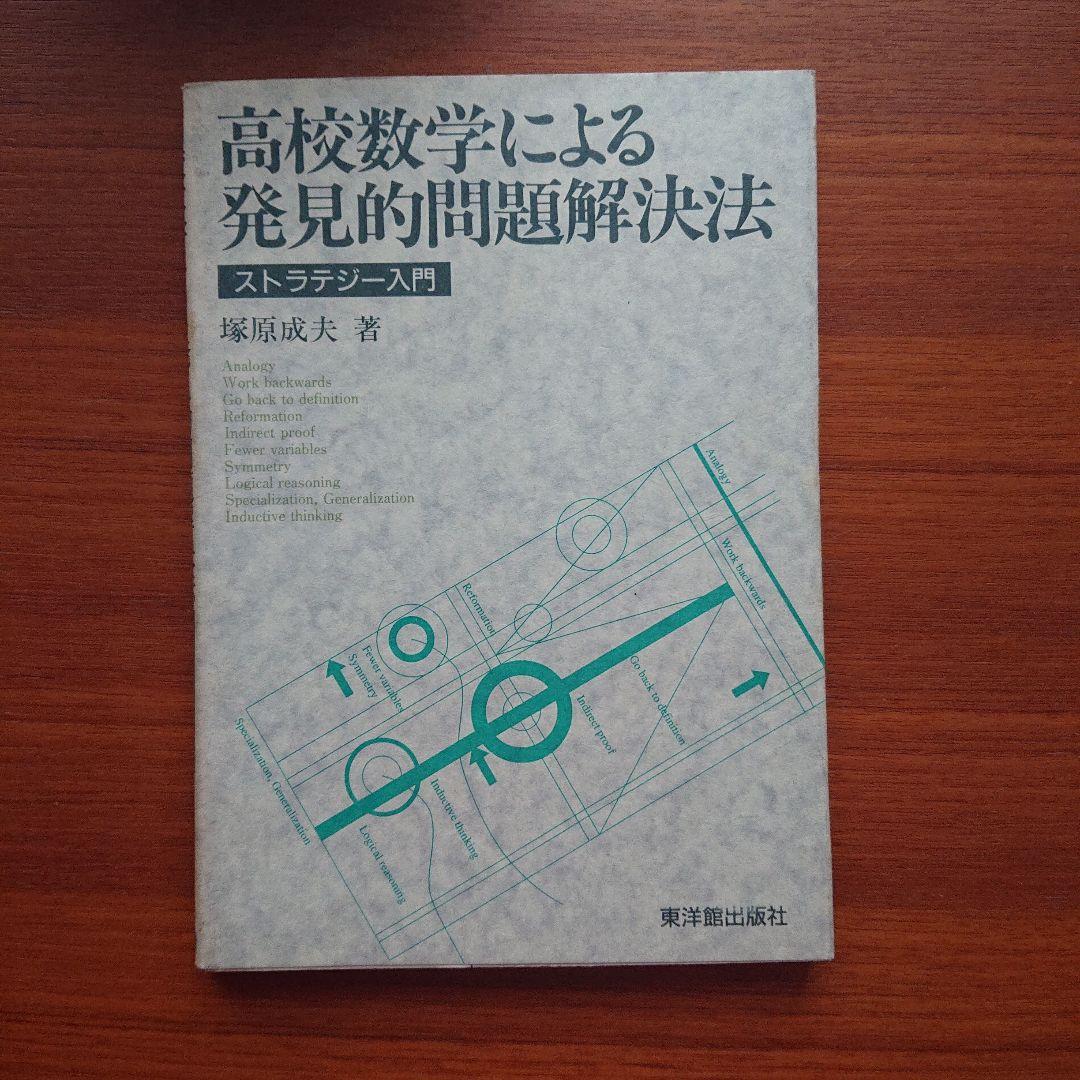 高校数学による
発見的問題解決法
ストラテジー入門
塚原成夫 著
Analogy
Work backwards
Go back to definition
Reformation
Indirect proof
Fewer variables
Symmetry
Logical reasoning
Specialization, Generalization
Inductive thinking
Analogy
Work backwards
Reformation
Fewer variables
Symmetry
Go back to definition
Indirect proof
Specialization, Generalization
Inductive thinking
Logical reasoning
東洋館出版社